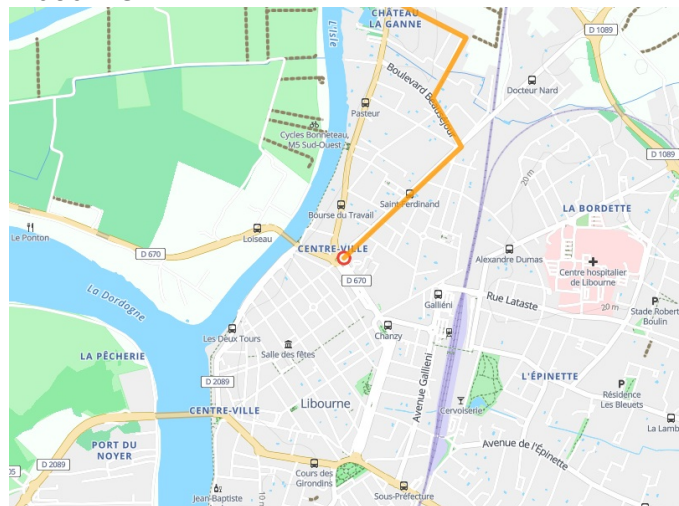 CHÂTEAU
LA GANNE
L'Isle
D 1089
Boulevard Beauséjour
Docteur Nard
Pasteur
Cycles Bonneteau,
M5 Sud-Ouest
D 1089
20 m
Saint-Ferdinand
LA BORDETTE
Bourse du Travail
Le Ponton
Loiseau
CENTRE-VILLE
D 670
Alexandre Dumas
Centre hospitalier
de Libourne
D 670
La Dordogne
Galliéni
Rue Lataste
20 m
Stade Robert
Boulin
Les Deux Tours
Chanzy
Salle des fêtes
LA PÊCHERIE
L'ÉPINETTE
D 2089
Avenue Gallieni
Résidence
Les Bleuets
CENTRE-VILLE
Libourne
Cervoiserie
La Lamb
PORT DU
NOYER
Avenue de l'Épinette
D 2089
05
Cours des
Girondins
10 m
Jean-Baptiste
Sous-Préfecture